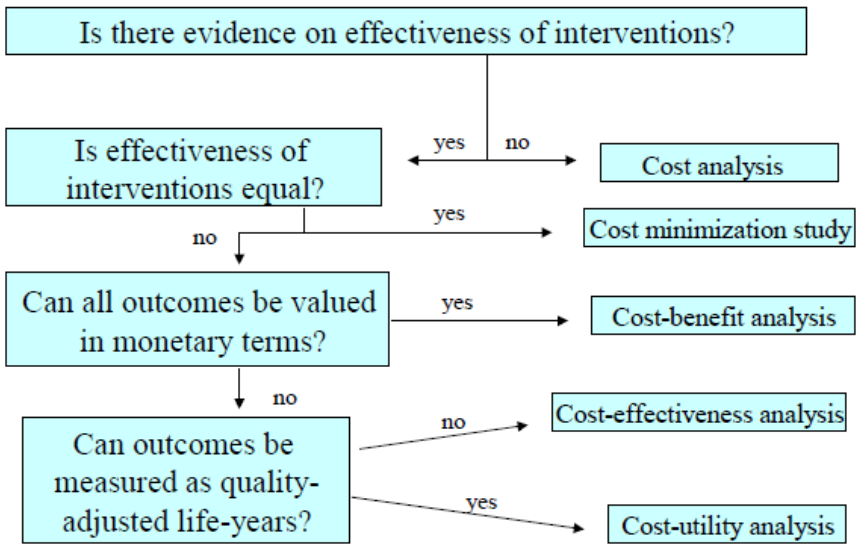 Is there evidence on effectiveness of interventions?
yes
no
Is effectiveness of
interventions equal?
Cost analysis
yes
Cost minimization study
no
Can all outcomes be valued
in monetary terms?
yes
Cost-benefit analysis
no
Can outcomes be
measured as quality-
adjusted life-years?
no
Cost-effectiveness analysis
yes
Cost-utility analysis